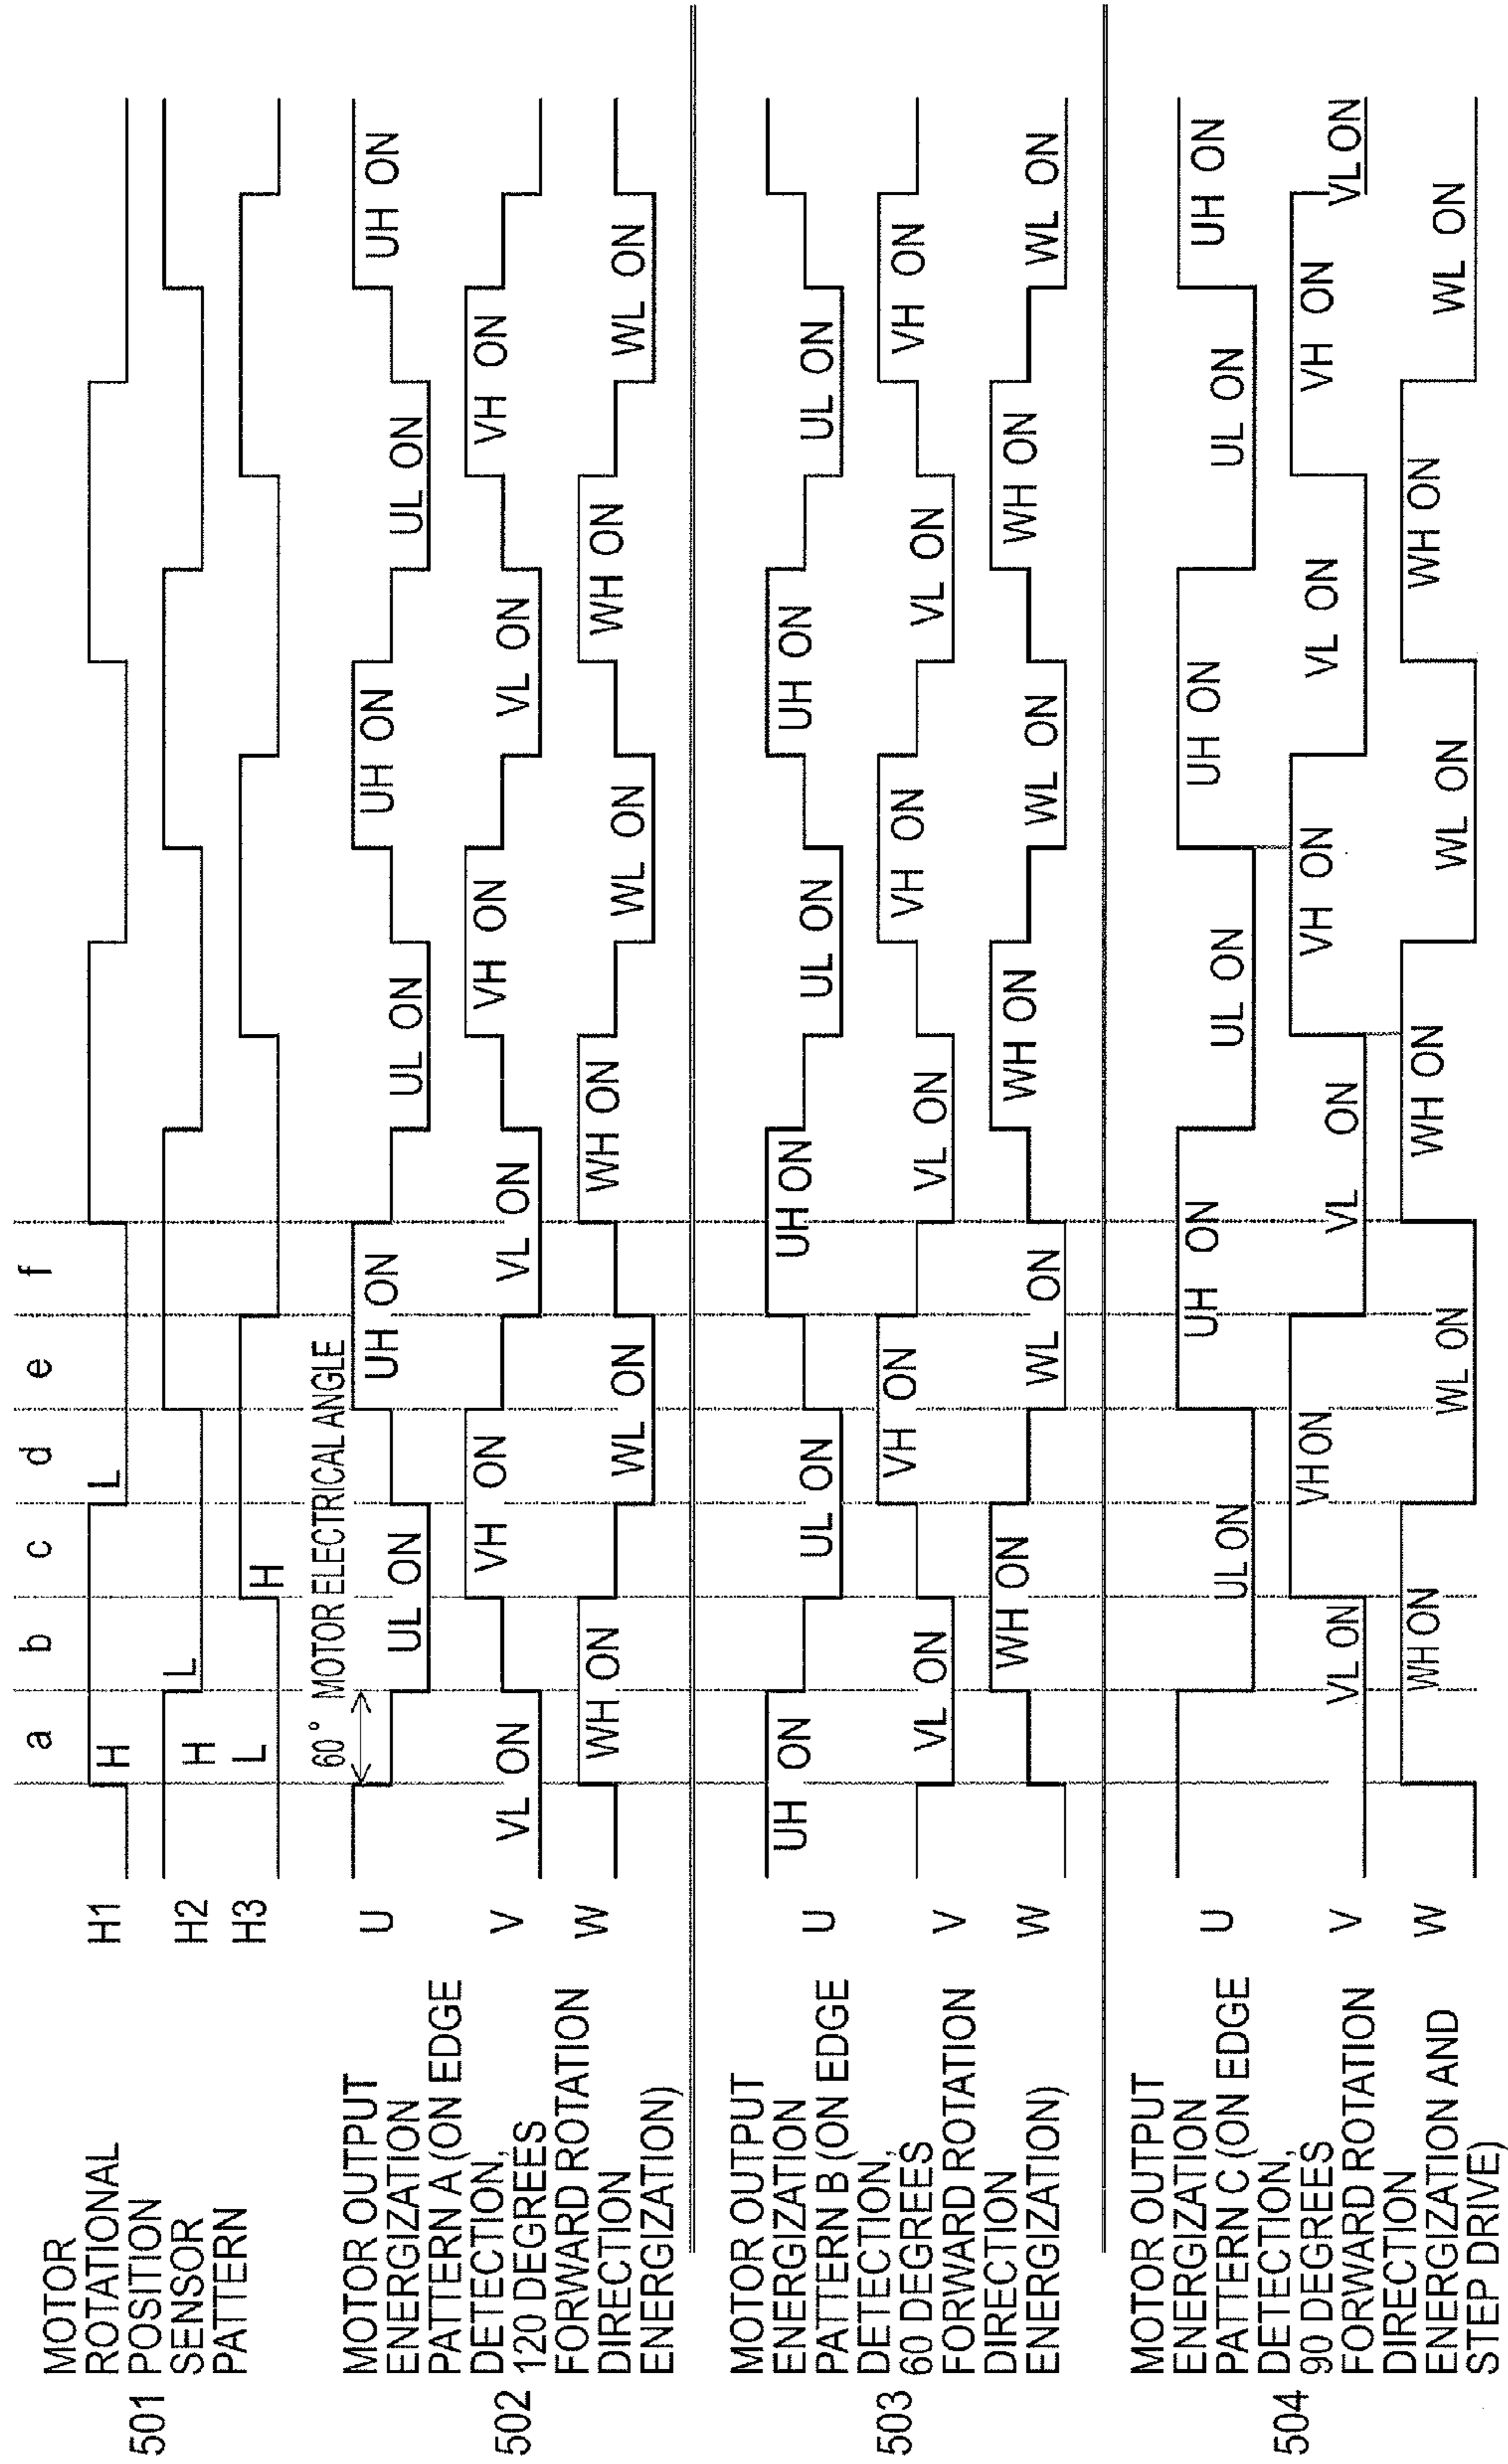 a b c d e f
MOTOR
ROTATIONAL
POSITION
SENSOR
PATTERN
501
H1
H
L
H2
H
L
H3
L
H
60° MOTOR ELECTRICAL ANGLE
MOTOR OUTPUT
ENERGIZATION
PATTERN A (ON EDGE
DETECTION,
120 DEGREES
FORWARD ROTATION
DIRECTION
ENERGIZATION)
502
U
UL ON UH ON UL ON UH ON UL ON UH ON
V
VL ON VH ON VL ON VH ON VL ON VH ON
W
WH ON WL ON WH ON WL ON WH ON WL ON
MOTOR OUTPUT
ENERGIZATION
PATTERN B (ON EDGE
DETECTION,
60 DEGREES
FORWARD ROTATION
DIRECTION
ENERGIZATION)
503
U
UH ON UL ON UH ON UL ON UH ON UL ON
V
VL ON VH ON VL ON VH ON VL ON VH ON
W
WH ON WL ON WH ON WL ON WH ON WL ON
MOTOR OUTPUT
ENERGIZATION
PATTERN C (ON EDGE
DETECTION,
90 DEGREES
FORWARD ROTATION
DIRECTION
ENERGIZATION AND
STEP DRIVE)
504
U
UL ON UH ON UL ON UH ON UL ON UH ON
V
VL ON VH ON VL ON VH ON VL ON VH ON VL ON
W
WH ON WL ON WH ON WL ON WH ON WL ON